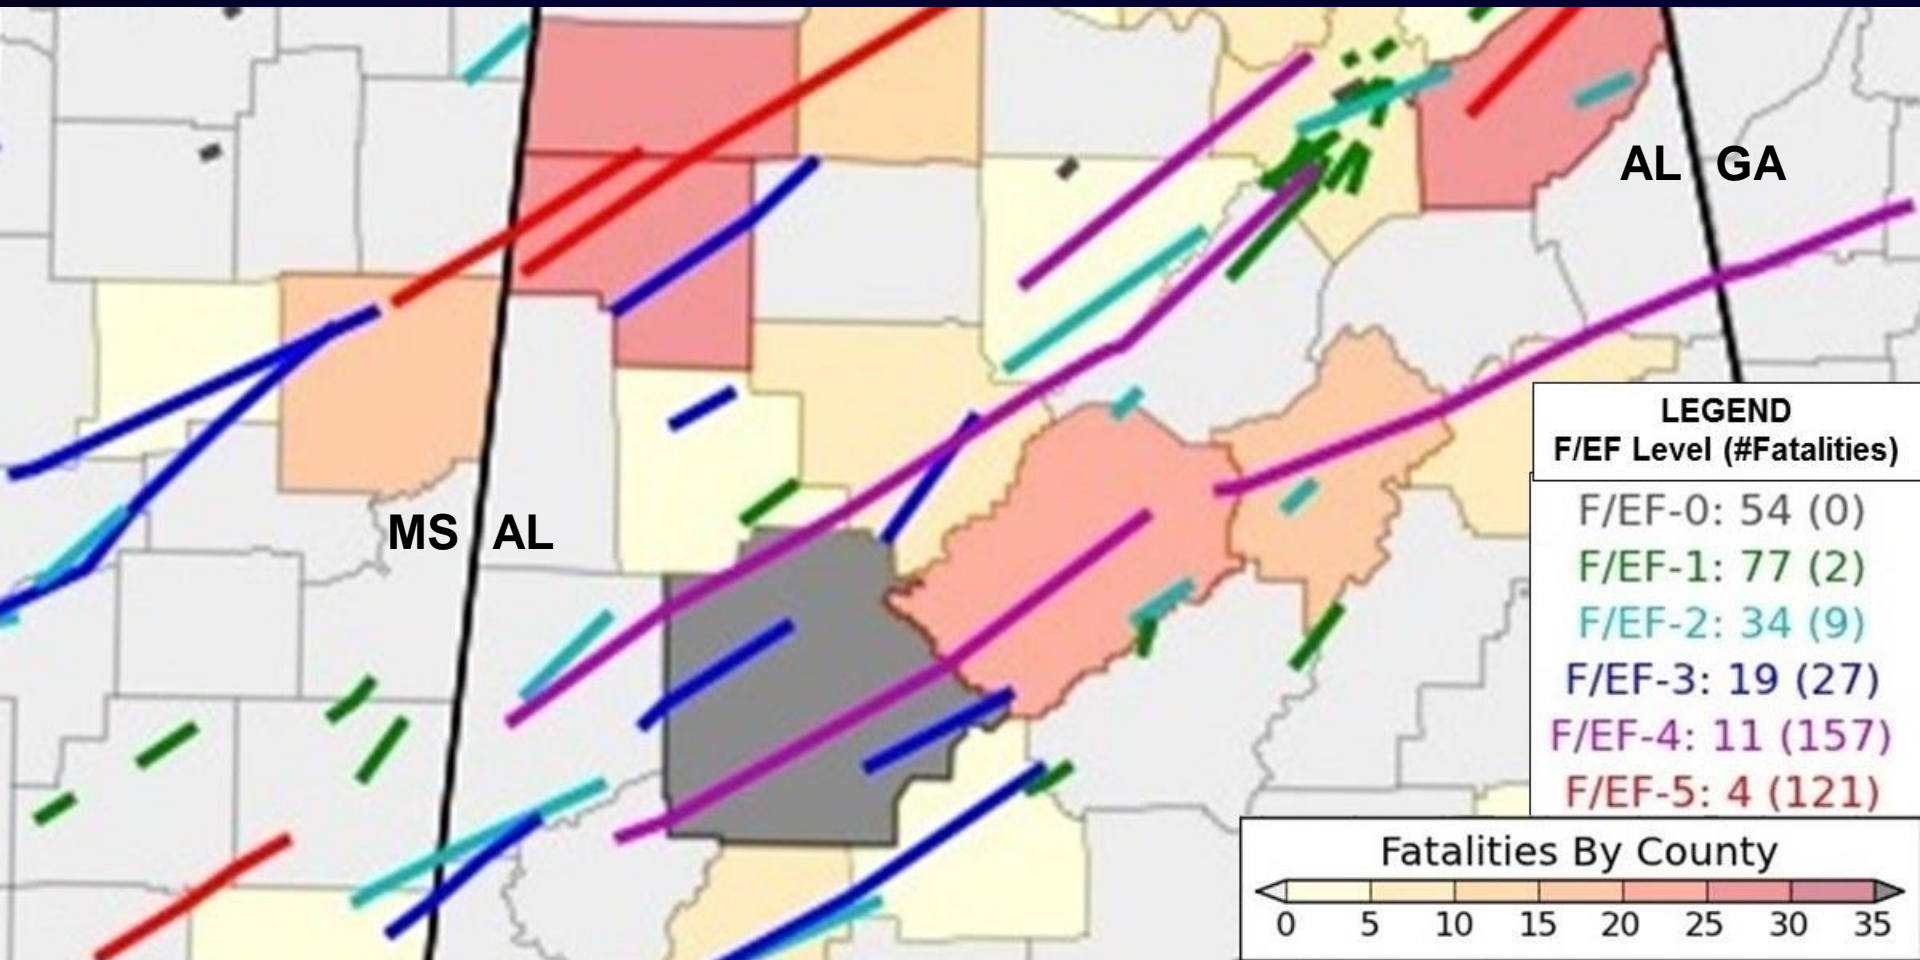 AL GA
MS AL
LEGEND
F/EF Level (#Fatalities)
F/EF-0: 54 (0)
F/EF-1: 77 (2)
F/EF-2: 34 (9)
F/EF-3: 19 (27)
F/EF-4: 11 (157)
F/EF-5: 4 (121)
Fatalities By County
0 5 10 15 20 25 30 35